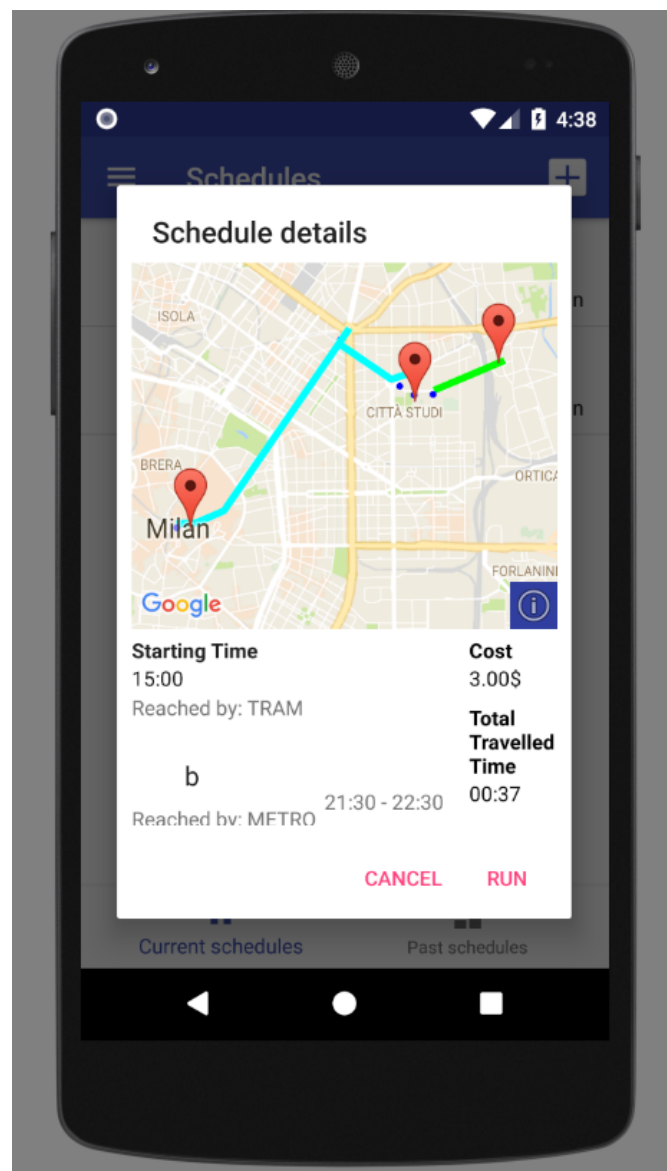 4:38
Schedules
n
n
Schedule details
ISOLA
CITTÀ STUDI
BRERA
ORTICA
Milan
FORLANINI
Google
Starting Time
15:00
Reached by: TRAM
Cost
3.00$
Total
Travelled
Time
00:37
b
21:30 - 22:30
Reached by: METRO
CANCEL
RUN
Current schedules
Past schedules